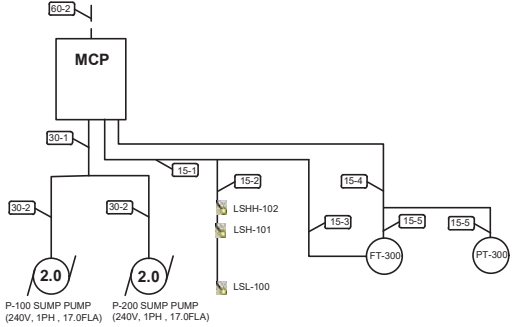 60-2
MCP
30-1
15-1
15-2
15-4
30-2
30-2
LSHH-102
LSH-101
15-3
15-5
15-5
FT-300
PT-300
2.0
2.0
LSL-100
P-100 SUMP PUMP
(240V, 1PH , 17.0FLA)
P-200 SUMP PUMP
(240V, 1PH , 17.0FLA)